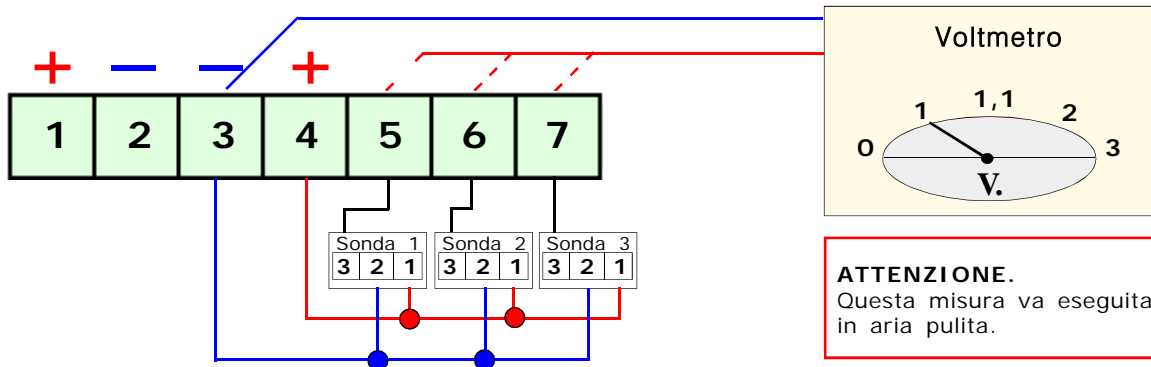 Voltmetro
+ − − +
1 2 3 4 5 6 7
0 1 1,1 2 3
V.
Sonda 1 Sonda 2 Sonda 3
3 2 1 3 2 1 3 2 1
ATTENZIONE.
Questa misura va eseguita
in aria pulita.